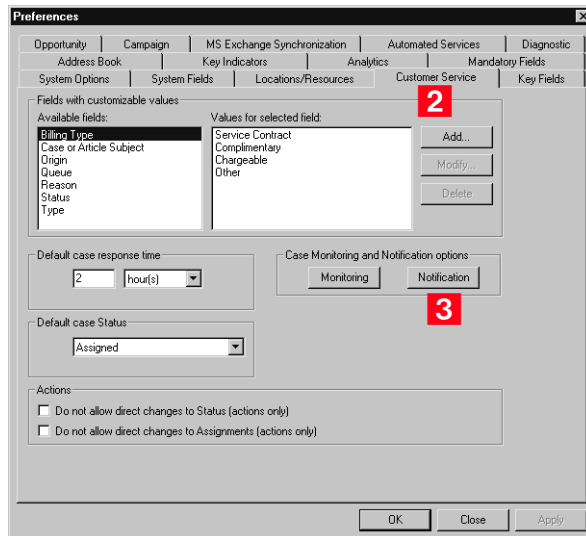 Preferences
Opportunity Campaign MS Exchange Synchronization Automated Services Diagnostic
Address Book Key Indicators Analytics Mandatory Fields
System Options System Fields Locations/Resources Customer Service Key Fields
2
Fields with customizable values
Available fields: Values for selected field:
Billing Type Service Contract Add...
Case or Article Subject Complimentary
Origin Chargeable Modify...
Queue Other
Reason Delete
Status
Type
Default case response time Case Monitoring and Notification options
2 hour(s) Monitoring Notification
3
Default case Status
Assigned
Actions
Do not allow direct changes to Status (actions only)
Do not allow direct changes to Assignments (actions only)
OK Close Apply